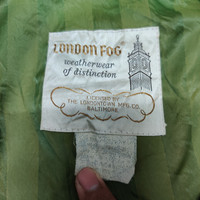 LONDON FOG
weatherwear
of distinction
LICENSED BY
THE LONDONTOWN MFG. CO.
BALTIMORE